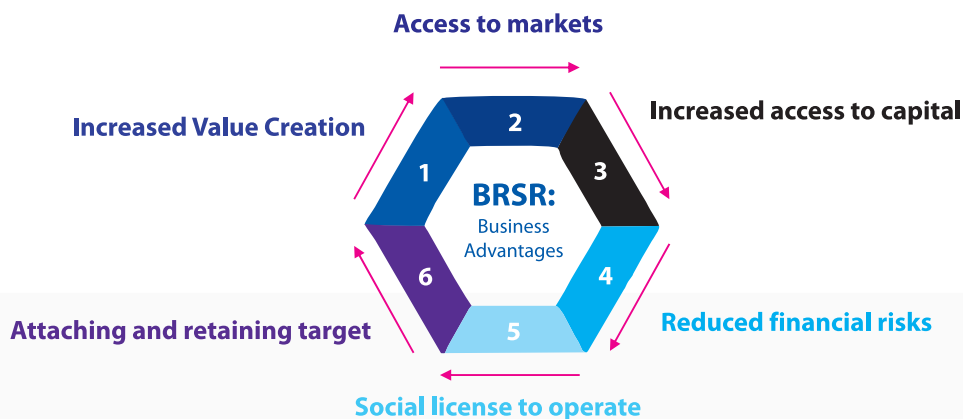 Access to markets
Increased Value Creation
Increased access to capital
1
2
3
BRSR:
Business
Advantages
4
5
6
Attaching and retaining target
Reduced financial risks
Social license to operate